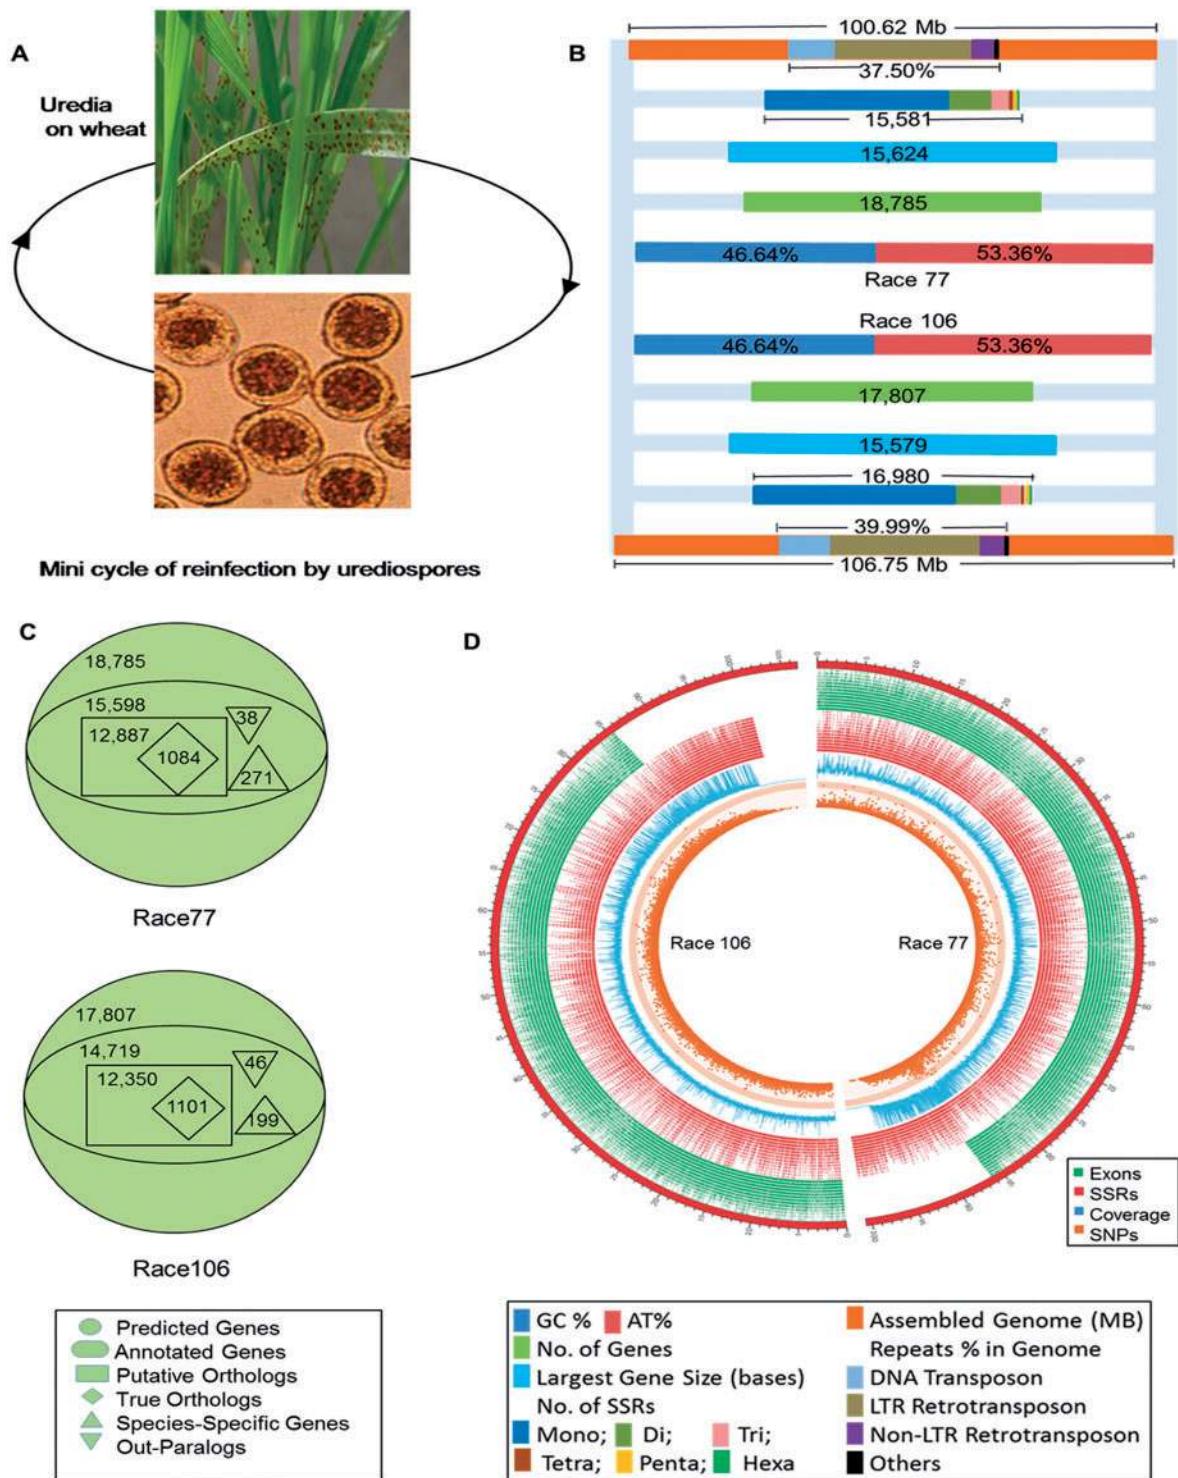 A
Uredia
on wheat
Mini cycle of reinfection by urediospores
B
100.62 Mb
37.50%
15,581
15,624
18,785
46.64% 53.36%
Race 77
Race 106
46.64% 53.36%
17,807
15,579
16,980
39.99%
106.75 Mb
C
18,785
15,598
12,887
1084
38
271
Race77
17,807
14,719
12,350
1101
46
199
Race106
Predicted Genes
Annotated Genes
Putative Orthologs
True Orthologs
Species-Specific Genes
Out-Paralogs
D
Race 106 Race 77
Exons
SSRs
Coverage
SNPs
GC % AT%
No. of Genes
Largest Gene Size (bases)
No. of SSRs
Mono; Di; Tri;
Tetra; Penta; Hexa
Assembled Genome (MB)
Repeats % in Genome
DNA Transposon
LTR Retrotransposon
Non-LTR Retrotransposon
Others